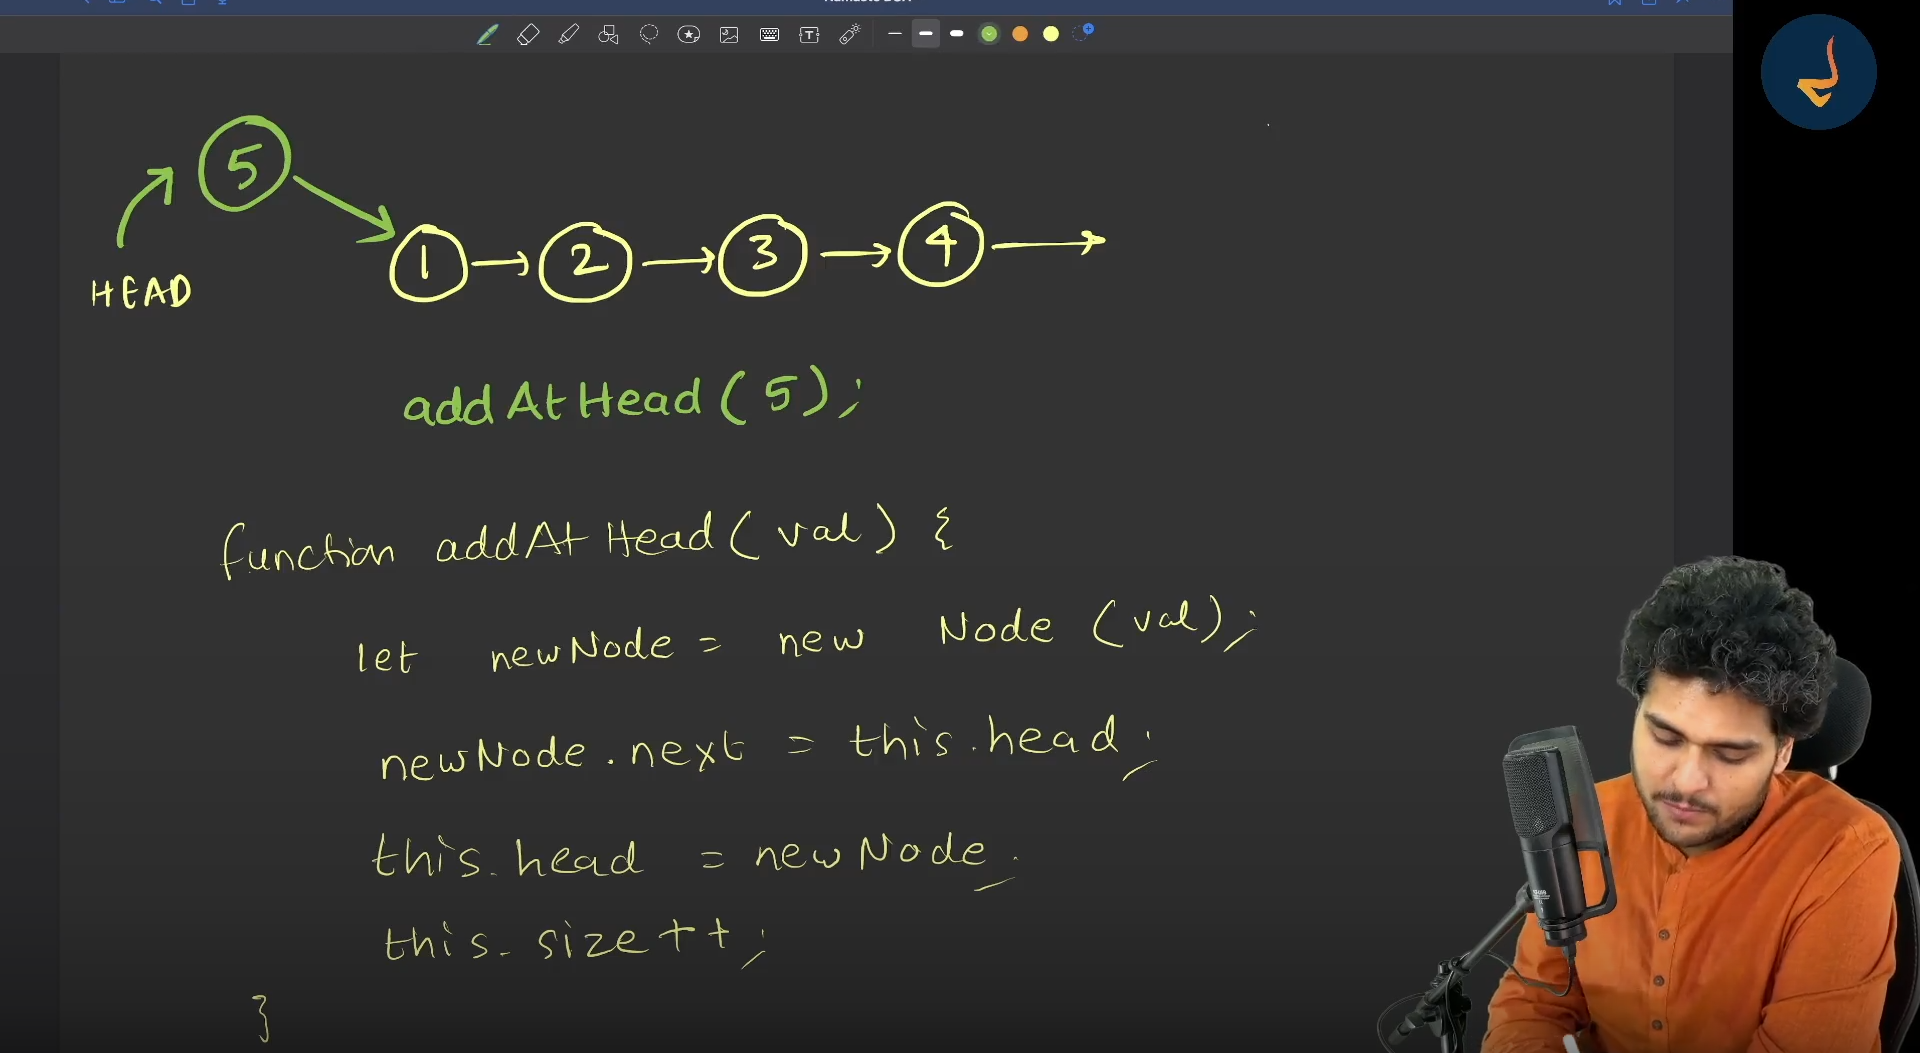 5
1 → 2 → 3 → 4 →
HEAD
addAtHead(5);
function addAtHead(val) {
let newNode = new Node (val);
newNode.next = this.head;
this.head = newNode;
this.size++;
}